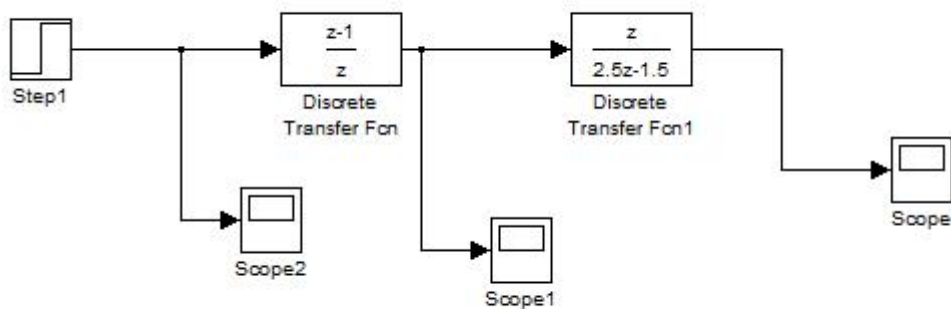 Step1
z-1
z
Discrete
Transfer Fcn
z
2.5z-1.5
Discrete
Transfer Fcn1
Scope
Scope2
Scope1